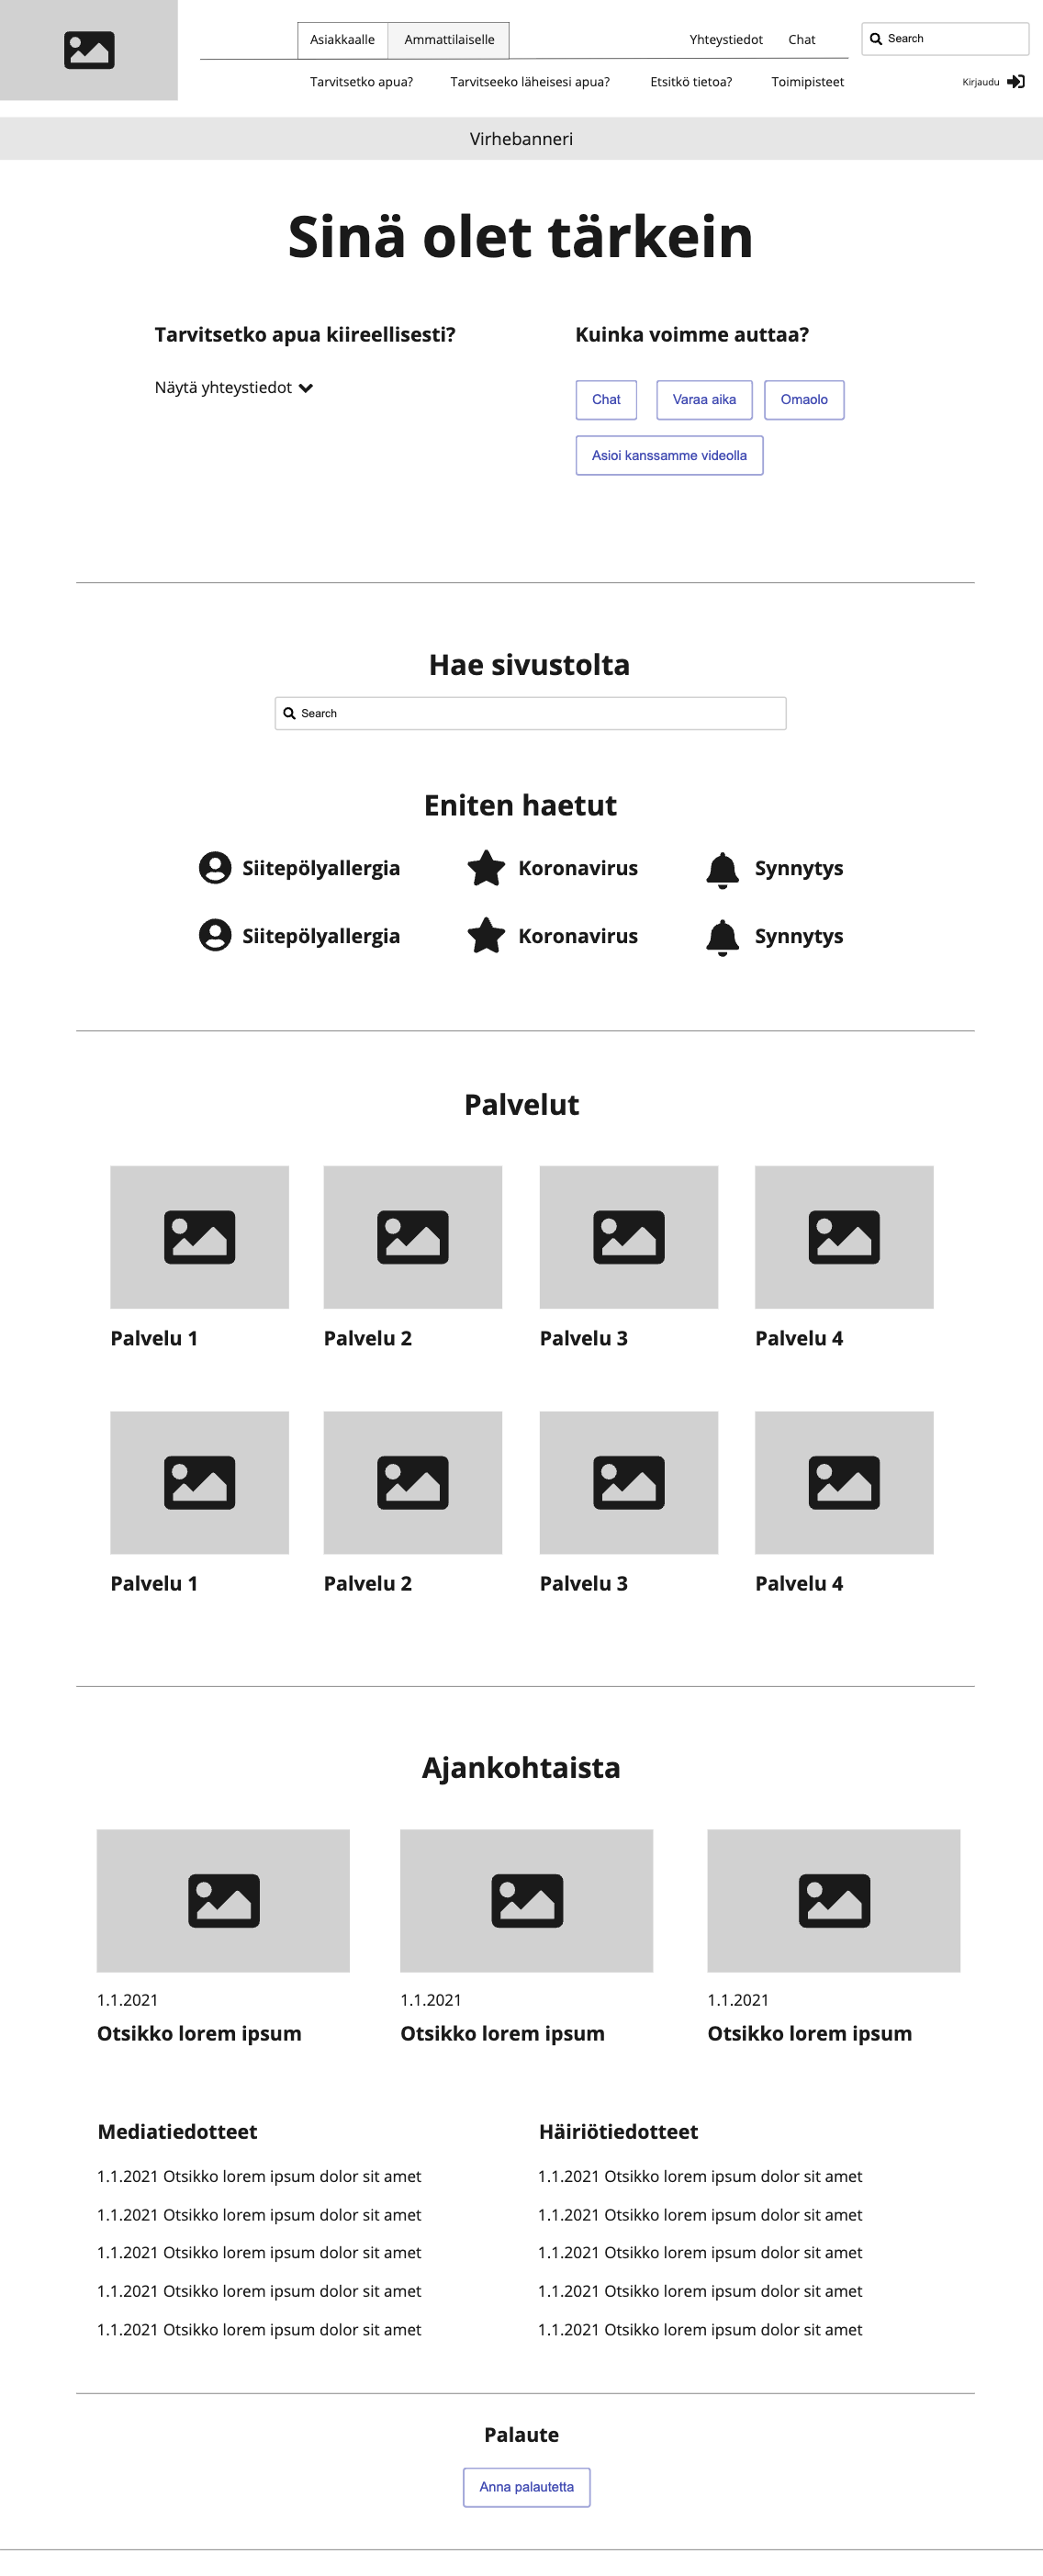 Asiakkaalle Ammattilaiselle Yhteystiedot Chat Search
Tarvitsetko apua? Tarvitseeko läheisesi apua? Etsitkö tietoa? Toimipisteet Kirjaudu
Virhebanneri
Sinä olet tärkein
Tarvitsetko apua kiireellisesti?
Näytä yhteystiedot
Kuinka voimme auttaa?
Chat Varaa aika Omaolo
Asioi kanssamme videolla
Hae sivustolta
Search
Eniten haetut
Siitepölyallergia Koronavirus Synnytys
Siitepölyallergia Koronavirus Synnytys
Palvelut
Palvelu 1 Palvelu 2 Palvelu 3 Palvelu 4
Palvelu 1 Palvelu 2 Palvelu 3 Palvelu 4
Ajankohtaista
1.1.2021 1.1.2021 1.1.2021
Otsikko lorem ipsum Otsikko lorem ipsum Otsikko lorem ipsum
Mediatiedotteet
1.1.2021 Otsikko lorem ipsum dolor sit amet
1.1.2021 Otsikko lorem ipsum dolor sit amet
1.1.2021 Otsikko lorem ipsum dolor sit amet
1.1.2021 Otsikko lorem ipsum dolor sit amet
1.1.2021 Otsikko lorem ipsum dolor sit amet
Häiriötiedotteet
1.1.2021 Otsikko lorem ipsum dolor sit amet
1.1.2021 Otsikko lorem ipsum dolor sit amet
1.1.2021 Otsikko lorem ipsum dolor sit amet
1.1.2021 Otsikko lorem ipsum dolor sit amet
1.1.2021 Otsikko lorem ipsum dolor sit amet
Palaute
Anna palautetta